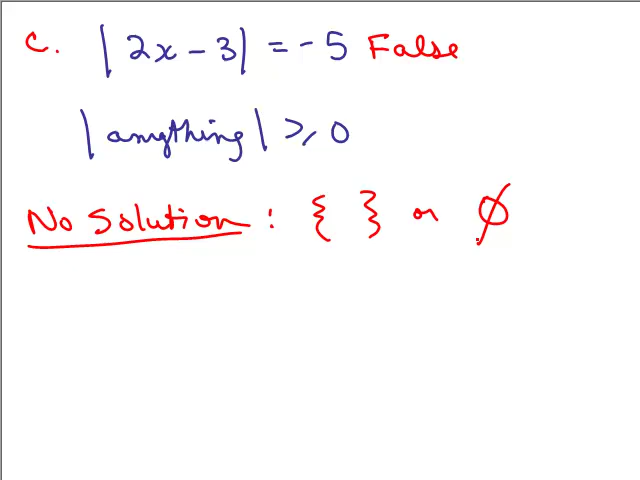 c. |2x - 3| = -5 False
|anything| ≥ 0
No Solution: { } or ∅